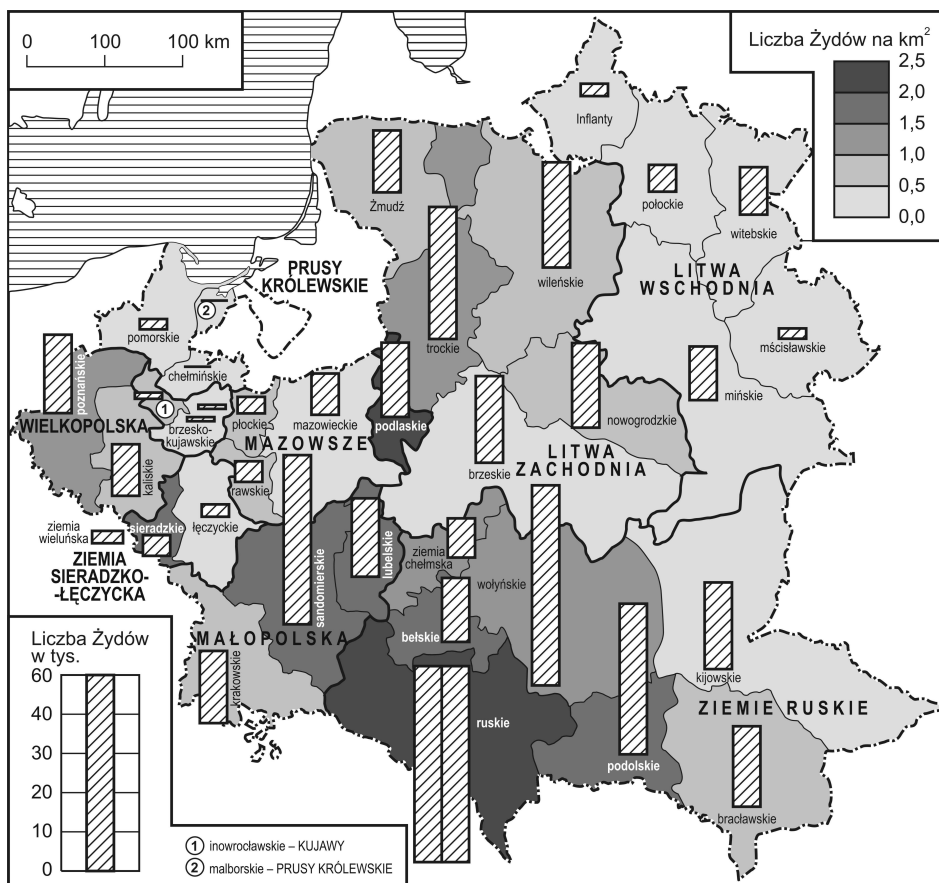 0 100 100 km
Liczba Żydów na km²
2,5
2,0
1,5
1,0
0,5
0,0
Inflanty
Żmudź
połockie
witebskie
wileńskie
LITWA
WSCHODNIA
PRUSY
KRÓLEWSKIE
2
pomorskie
trockie
mścisławskie
poznańskie
chełmińskie
mińskie
1
WIELKOPOLSKA
brzesko-
kujawskie
płockie
mazowieckie
MAZOWSZE
podlaskie
nowogrodzkie
LITWA
ZACHODNIA
brzeskie
kaliskie
rawskie
sieradzkie
łęczyckie
ziemia
wieluńska
ZIEMIA
SIERADZKO-
-ŁĘCZYCKA
sandomierskie
lubelskie
ziemia
chełmska
wołyńskie
bełskie
MAŁOPOLSKA
krakowskie
kijowskie
ZIEMIE RUSKIE
ruskie
podolskie
bracławskie
Liczba Żydów
w tys.
60
50
40
30
20
10
0
1 inowrocławskie – KUJAWY
2 malborskie – PRUSY KRÓLEWSKIE